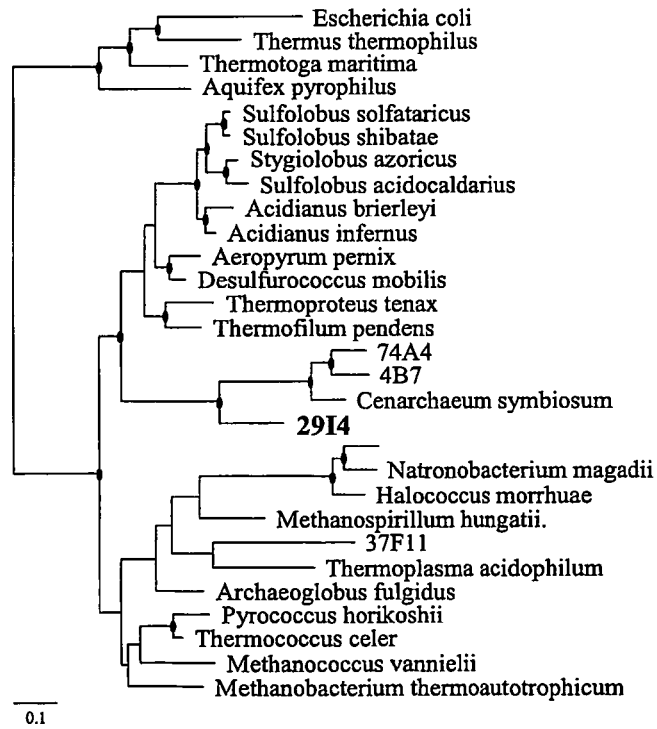 Escherichia coli
Thermus thermophilus
Thermotoga maritima
Aquifex pyrophilus
Sulfolobus solfataricus
Sulfolobus shibatae
Stygiolobus azoricus
Sulfolobus acidocaldarius
Acidianus brierleyi
Acidianus infernus
Aeropyrum pernix
Desulfurococcus mobilis
Thermoproteus tenax
Thermofilum pendens
74A4
4B7
Cenarchaeum symbiosum
29I4
Natronobacterium magadii
Halococcus morrhuae
Methanospirillum hungatii.
37F11
Thermoplasma acidophilum
Archaeoglobus fulgidus
Pyrococcus horikoshii
Thermococcus celer
Methanococcus vannielii
Methanobacterium thermoautotrophicum
0.1